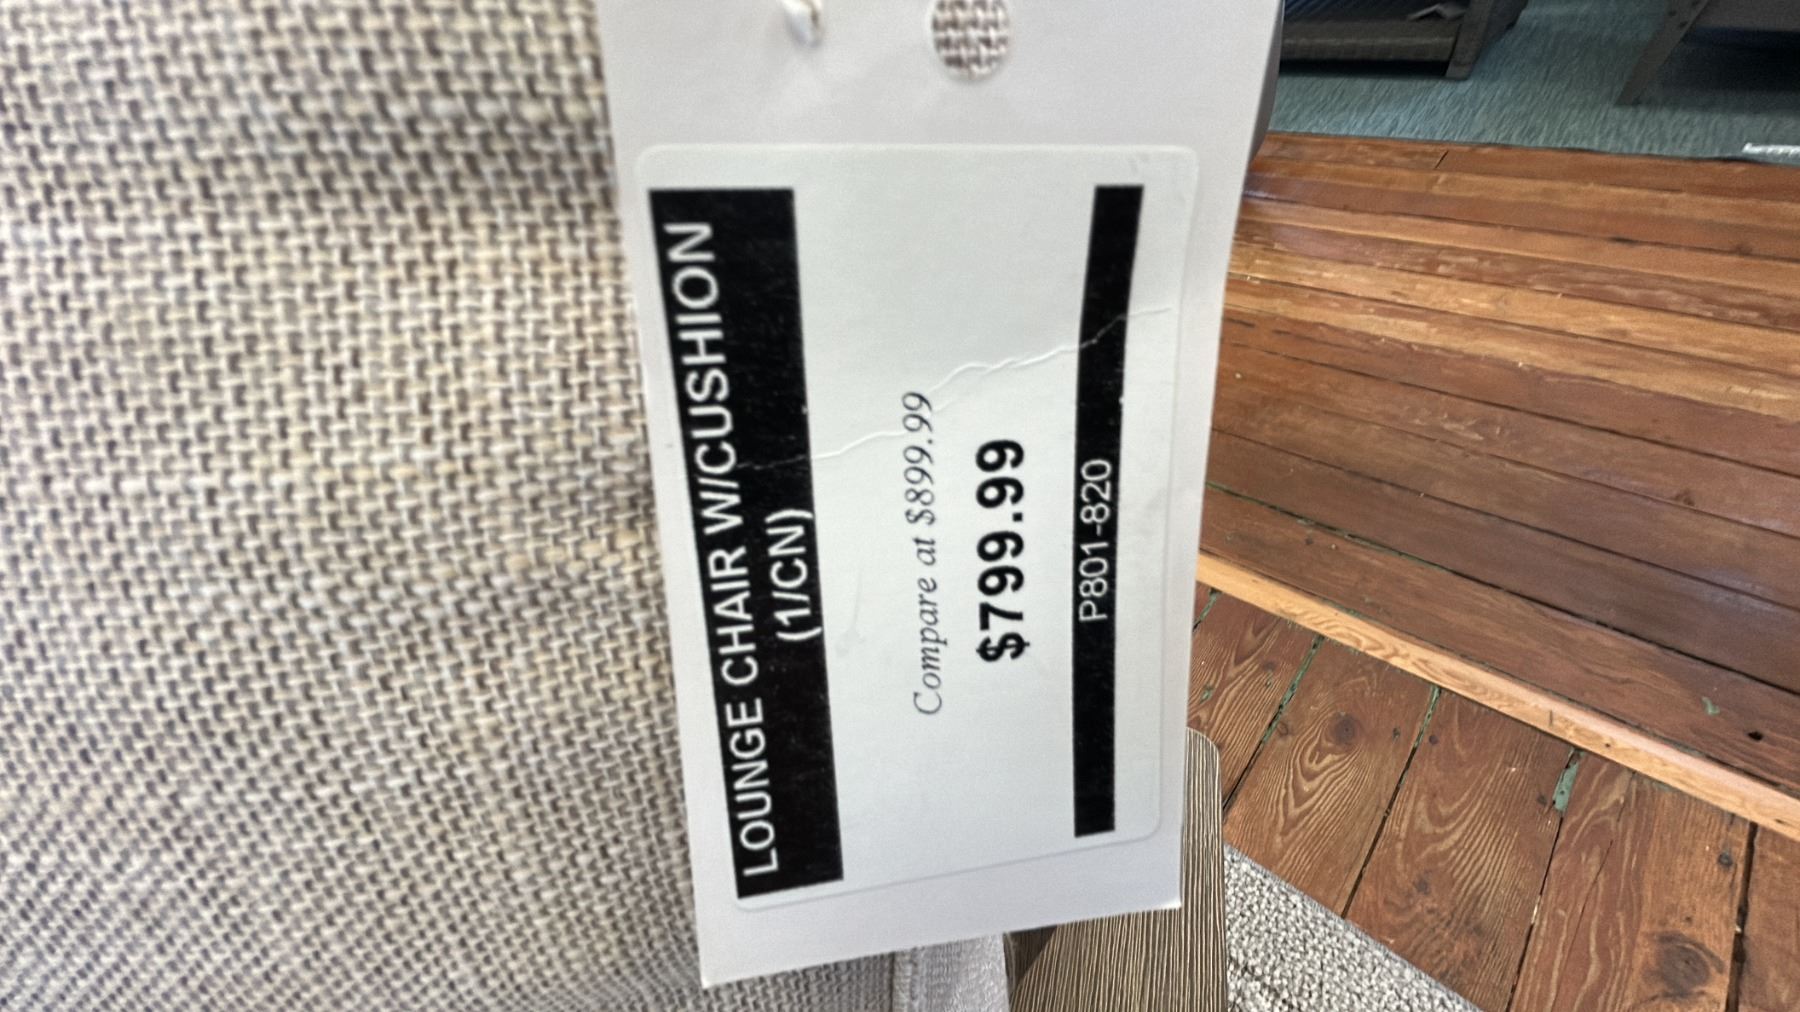 LOUNGE CHAIR W/CUSHION
(1/CN)
Compare at $899.99
$799.99
P801-820